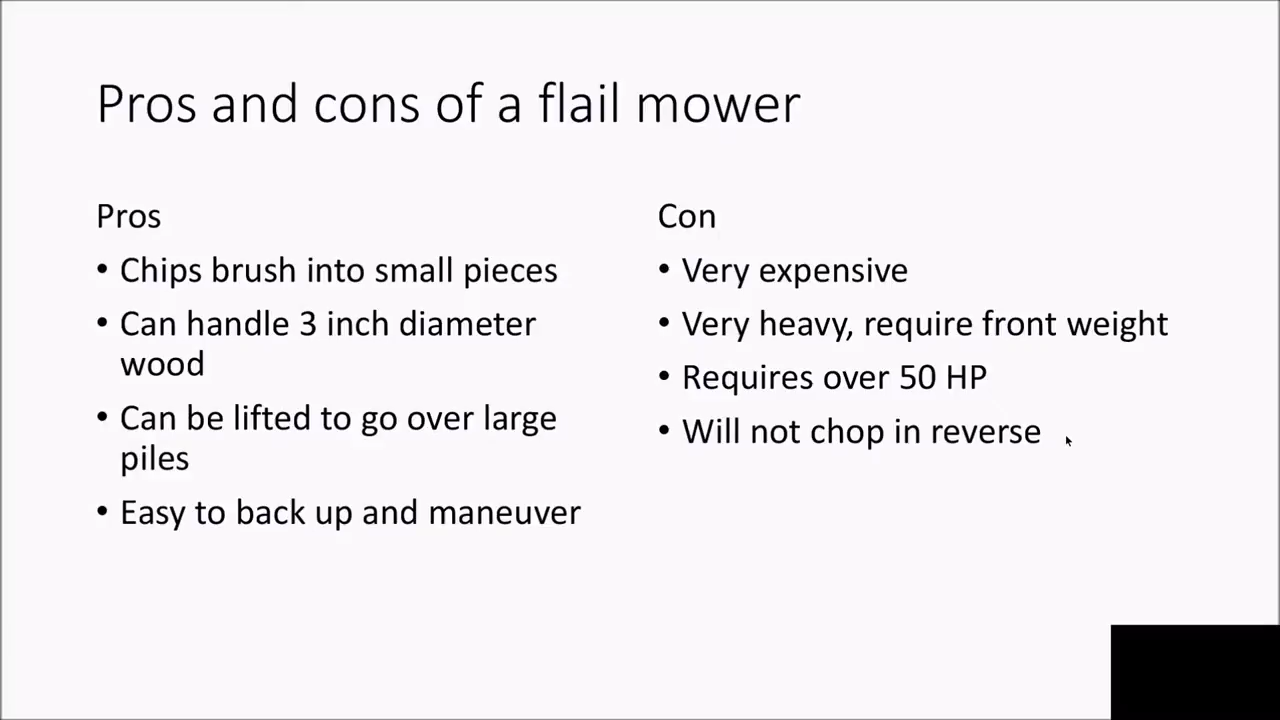 Pros and cons of a flail mower
Pros
• Chips brush into small pieces
• Can handle 3 inch diameter
wood
• Can be lifted to go over large
piles
• Easy to back up and maneuver
Con
• Very expensive
• Very heavy, require front weight
• Requires over 50 HP
• Will not chop in reverse